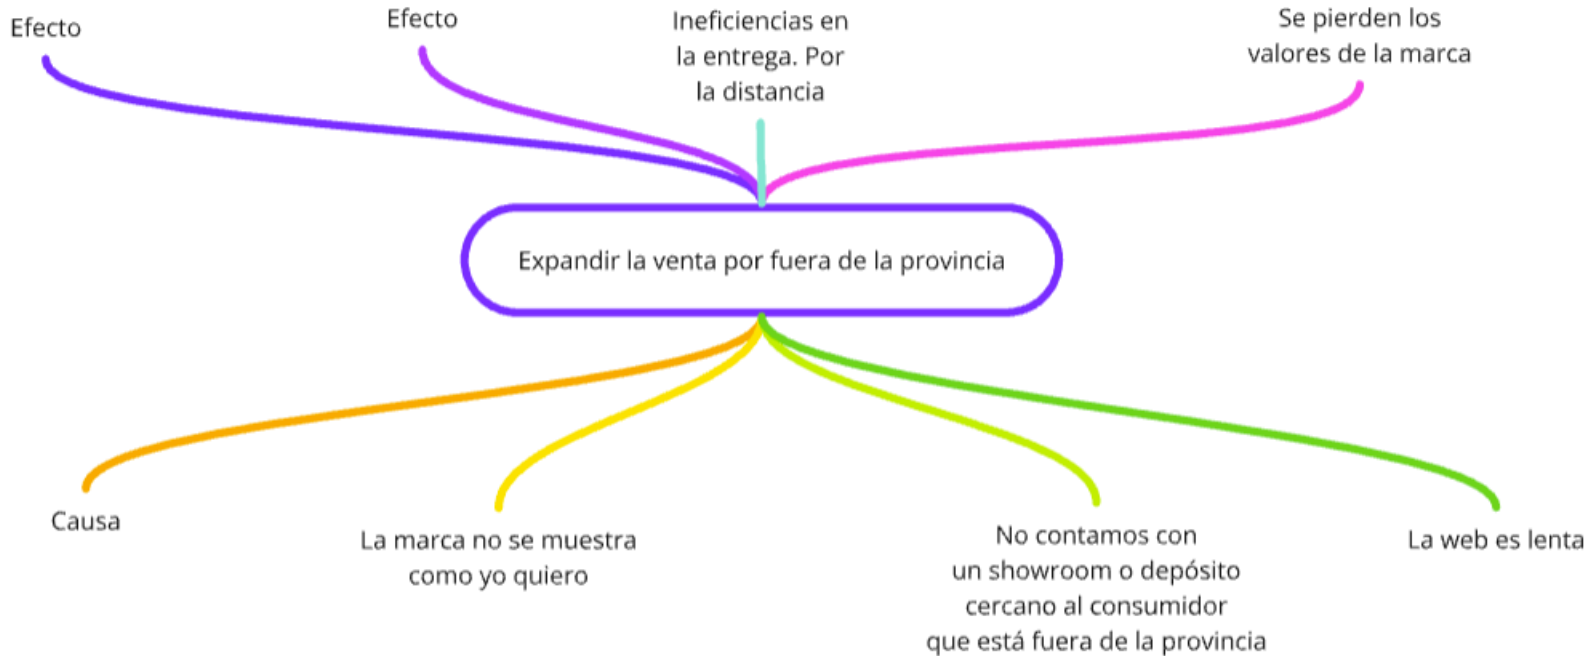 Efecto
Efecto
Ineficiencias en
la entrega. Por
la distancia
Se pierden los
valores de la marca
Expandir la venta por fuera de la provincia
Causa
La marca no se muestra
como yo quiero
No contamos con
un showroom o depósito
cercano al consumidor
que está fuera de la provincia
La web es lenta